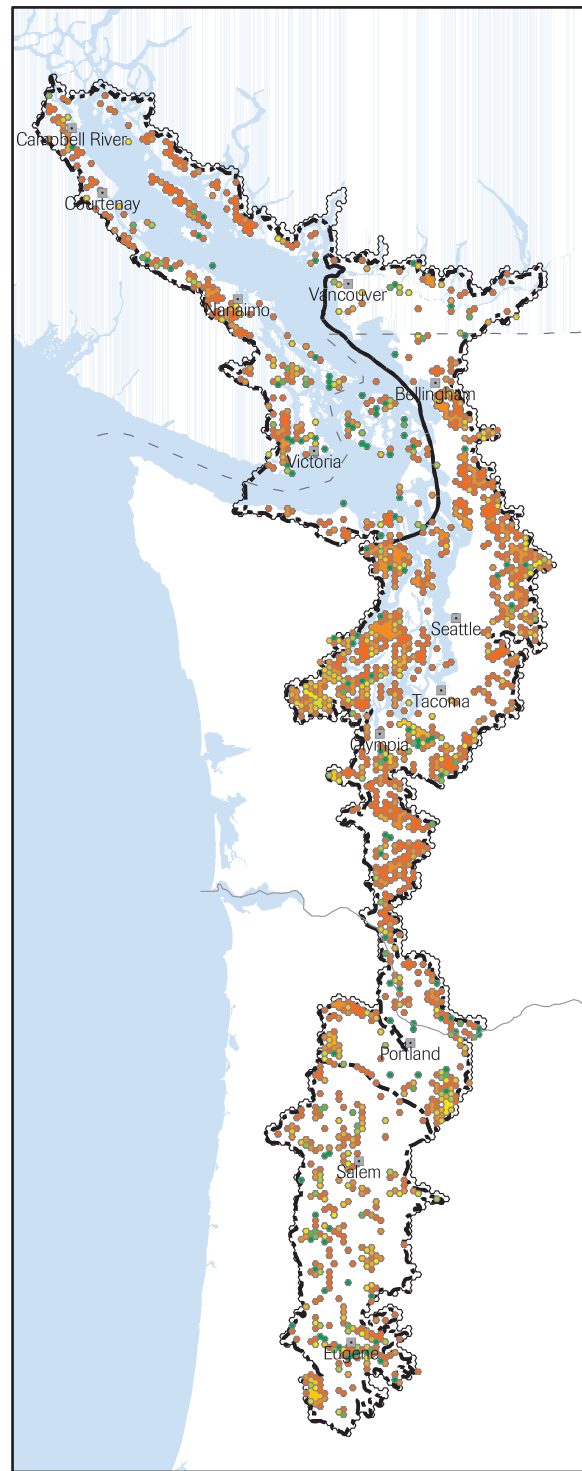 Campbell River
Courtenay
Vancouver
Nanaimo
Bellingham
Victoria
Seattle
Tacoma
Olympia
Portland
Salem
Eugene